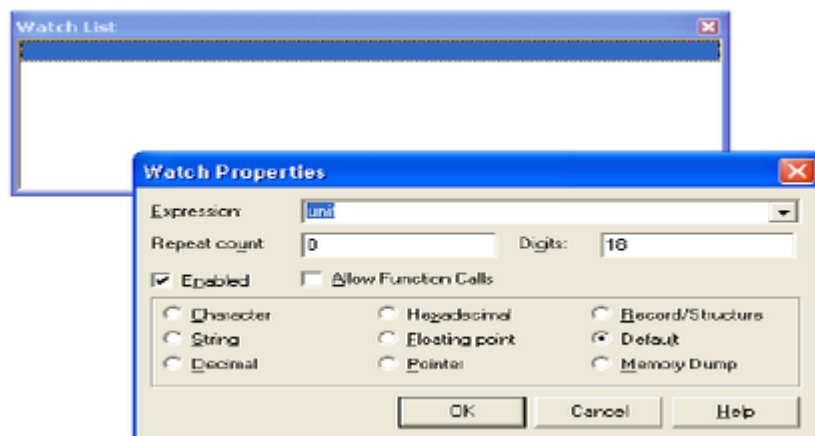 Watch List
Watch Properties
Expression: unit
Repeat count 0 Digits: 18
Enabled Allow Function Calls
Character Hexadecimal Record/Structure
String Floating point Default
Decimal Pointer Memory Dump
OK Cancel Help